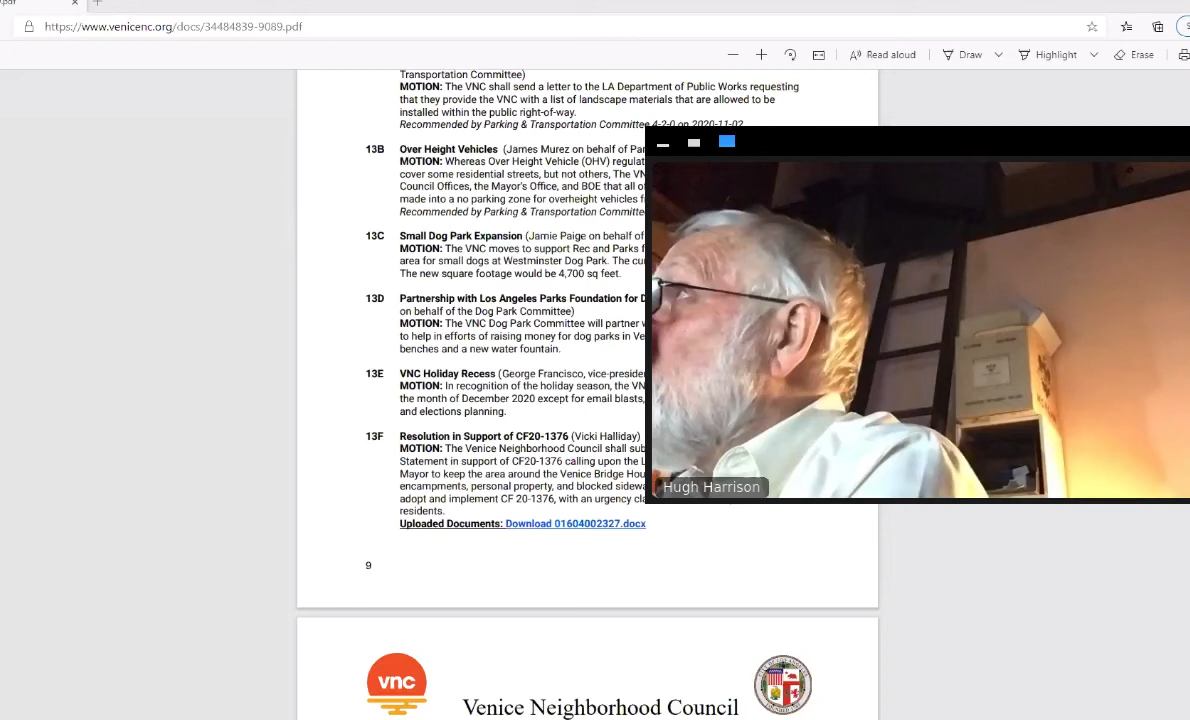 .pdf
https://www.venicenc.org/docs/34484839-9089.pdf
Read aloud
Draw
Highlight
Erase
Transportation Committee)
MOTION: The VNC shall send a letter to the LA Department of Public Works requesting
that they provide the VNC with a list of landscape materials that are allowed to be
installed within the public right-of-way.
Recommended by Parking & Transportation Committee 4-2-0 on 2020-11-02
13B Over Height Vehicles (James Murez on behalf of Par
MOTION: Whereas Over Height Vehicle (OHV) regulat
cover some residential streets, but not others, The VN
Council Offices, the Mayor's Office, and BOE that all o
made into a no parking zone for overheight vehicles f
Recommended by Parking & Transportation Committe
13C Small Dog Park Expansion (Jamie Paige on behalf of
MOTION: The VNC moves to support Rec and Parks f
area for small dogs at Westminster Dog Park. The cu
The new square footage would be 4,700 sq feet.
13D Partnership with Los Angeles Parks Foundation for D
on behalf of the Dog Park Committee)
MOTION: The VNC Dog Park Committee will partner w
to help in efforts of raising money for dog parks in Ve
benches and a new water fountain.
13E VNC Holiday Recess (George Francisco, vice-presiden
MOTION: In recognition of the holiday season, the VN
the month of December 2020 except for email blasts,
and elections planning.
13F Resolution in Support of CF20-1376 (Vicki Halliday)
MOTION: The Venice Neighborhood Council shall sub
Statement in support of CF20-1376 calling upon the L
Mayor to keep the area around the Venice Bridge Hou
encampments, personal property, and blocked sidewa
adopt and implement CF 20-1376, with an urgency cla
residents.
Uploaded Documents: Download 01604002327.docx
9
Hugh Harrison
vnc
Venice Neighborhood Council